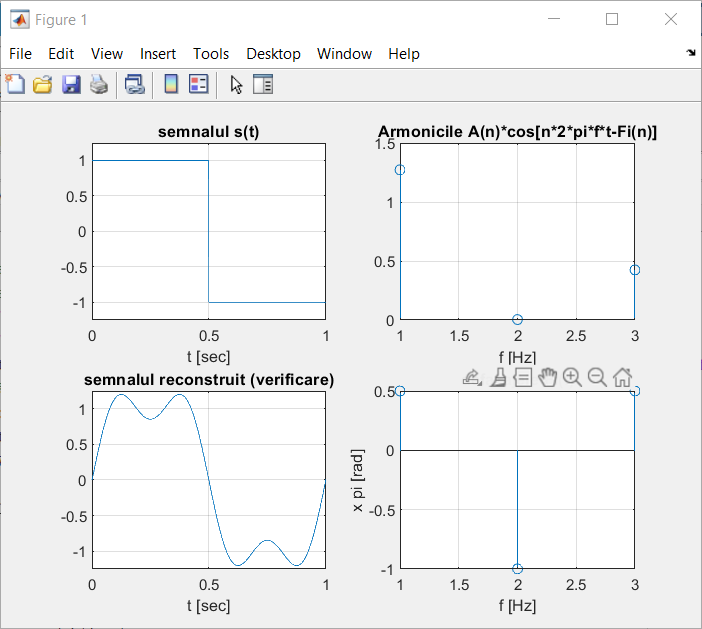 Figure 1
File Edit View Insert Tools Desktop Window Help
semnalul s(t)
1
0.5
0
-0.5
-1
0 0.5 1
t [sec]
Armonicile A(n)*cos[n*2*pi*f*t-Fi(n)]
1.5
1
0.5
0
1 1.5 2 2.5 3
f [Hz]
semnalul reconstruit (verificare)
1
0.5
0
-0.5
-1
0 0.5 1
t [sec]
x pi [rad]
0.5
0
-0.5
-1
1 1.5 2 2.5 3
f [Hz]